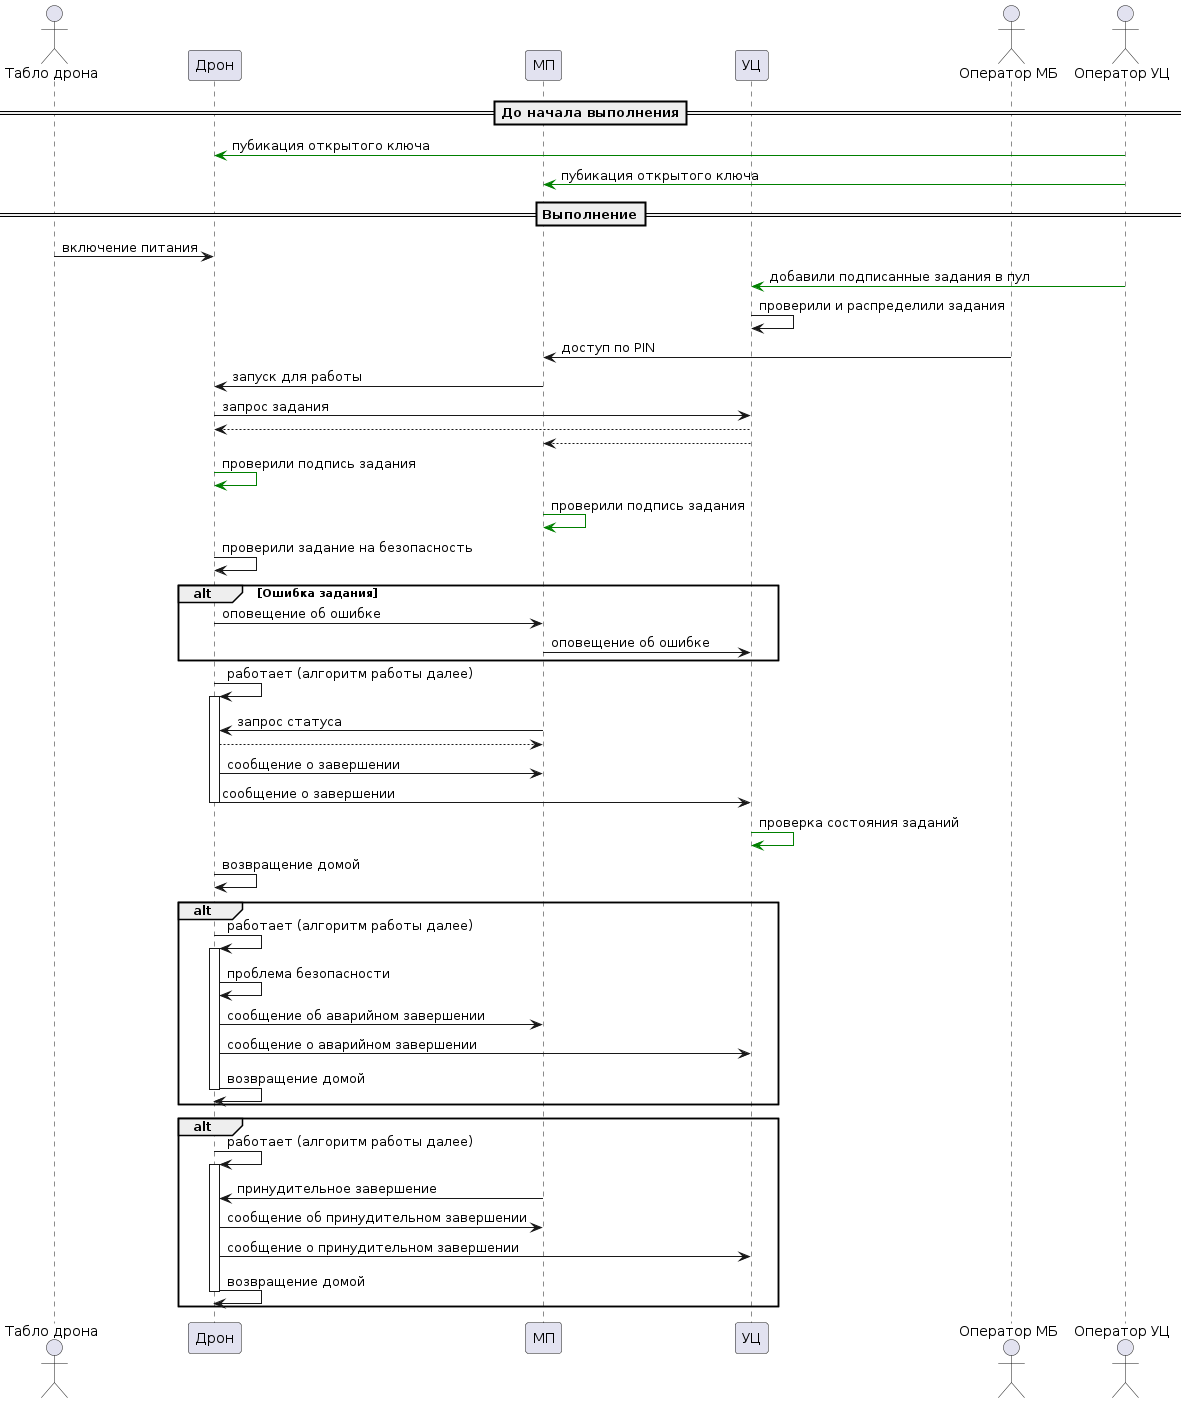 Табло дрона
Дрон
МП
УЦ
Оператор МБ
Оператор УЦ
До начала выполнения
пубикация открытого ключа
пубикация открытого ключа
Выполнение
включение питания
добавили подписанные задания в пул
проверили и распределили задания
доступ по PIN
запуск для работы
запрос задания
проверили подпись задания
проверили подпись задания
проверили задание на безопасность
alt [Ошибка задания]
оповещение об ошибке
оповещение об ошибке
работает (алгоритм работы далее)
запрос статуса
сообщение о завершении
сообщение о завершении
проверка состояния заданий
возвращение домой
alt
работает (алгоритм работы далее)
проблема безопасности
сообщение об аварийном завершении
сообщение о аварийном завершении
возвращение домой
alt
работает (алгоритм работы далее)
принудительное завершение
сообщение об принудительном завершении
сообщение о принудительном завершении
возвращение домой
Табло дрона
Дрон
МП
УЦ
Оператор МБ
Оператор УЦ